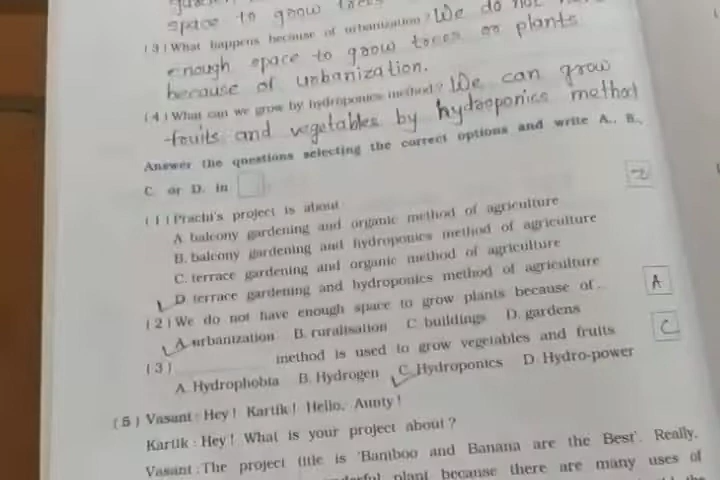 space to grow trees
(3) What happens because of urbanization? We do not have
enough space to grow trees or plants
because of urbanization.
(4) What can we grow by hydroponics method? We can grow
fruits and vegetables by hydroponics method
Answer the questions selecting the correct options and write A., B.,
C. or D. in
(1) Prachi's project is about
A. balcony gardening and organic method of agriculture
B. balcony gardening and hydroponics method of agriculture
C. terrace gardening and organic method of agriculture
D. terrace gardening and hydroponics method of agriculture
(2) We do not have enough space to grow plants because of...
A. urbanization B. ruralisation C. buildings D. gardens
A
(3) method is used to grow vegetables and fruits
C
A. Hydrophobia B. Hydrogen C. Hydroponics D. Hydro-power
(5) Vasant : Hey! Kartik! Hello, Aunty!
Kartik : Hey! What is your project about?
Vasant : The project title is 'Bamboo and Banana are the Best'. Really,
plant because there are many uses of